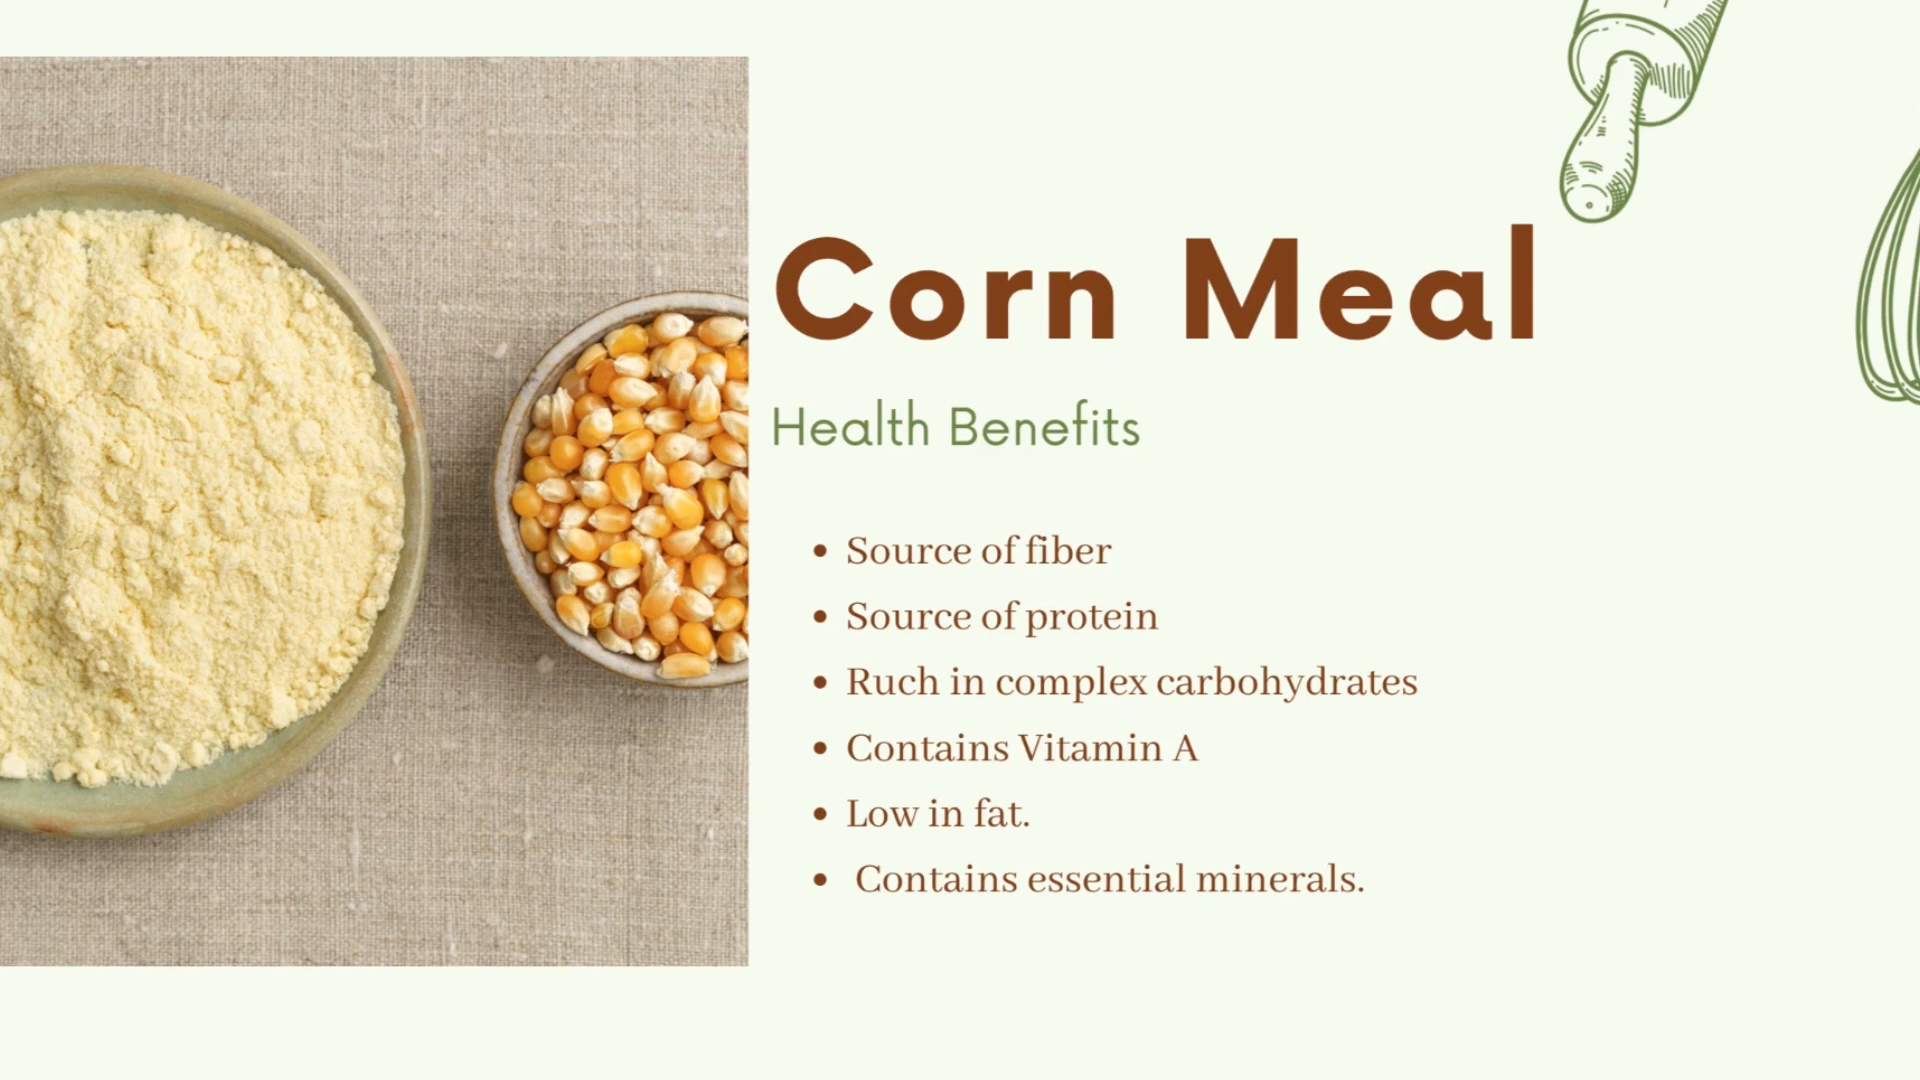 Corn Meal
Health Benefits
• Source of fiber
• Source of protein
• Ruch in complex carbohydrates
• Contains Vitamin A
• Low in fat.
• Contains essential minerals.